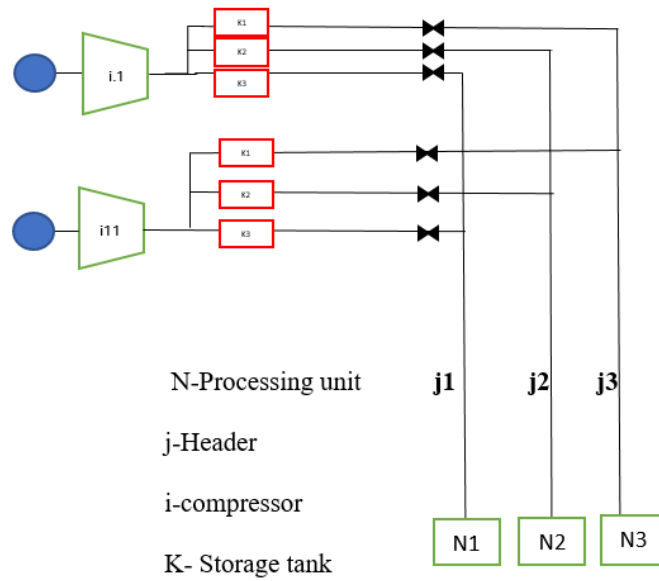 K1
i.1
K2
K3
K1
K2
i11
K3
N-Processing unit j1 j2 j3
j-Header
i-compressor
K- Storage tank
N1 N2 N3